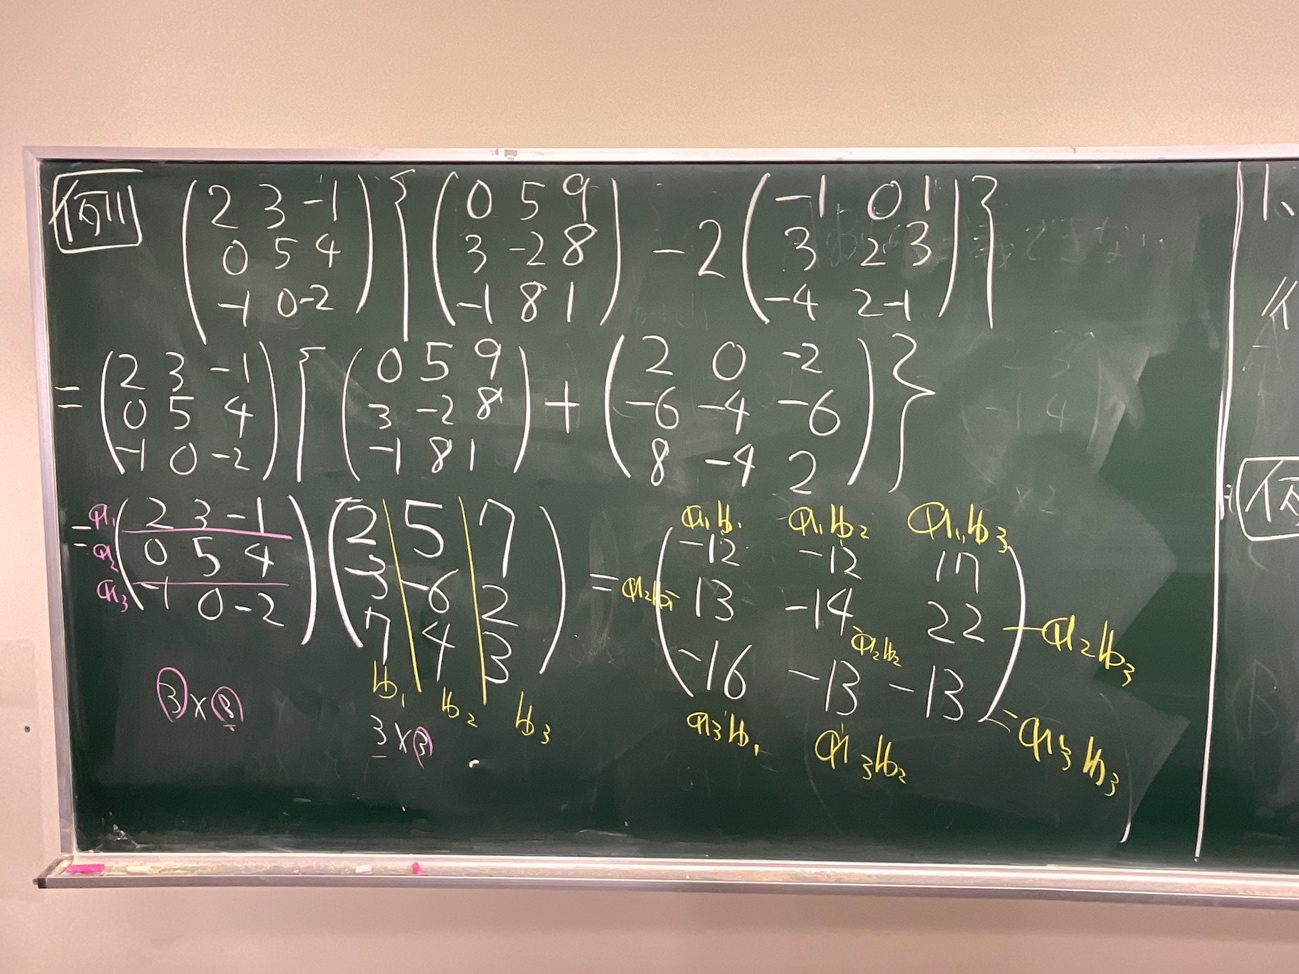 例
(2 3 -1) { (0 5 9) -2 (-1 0 1) }
(0 5 4) (3 -2 8) (3 2 3)
(-1 0 -2) (-1 8 1) (-4 2 -1)
= (2 3 -1) { (0 5 9) + (2 0 -2) }
(0 5 4) (3 -2 8) (-6 -4 -6)
(-1 0 -2) (-1 8 1) (8 -4 2)
𝕒₁𝕓₁ 𝕒₁𝕓₂ 𝕒₁𝕓₃
= 𝕒₁ (2 3 -1) (2 5 7) = (-12 -12 17)
𝕒₂ (0 5 4) (-3 -6 2) 𝕒₂𝕓₁ (13 -14 22) 𝕒₂𝕓₃
𝕒₂𝕓₂
𝕒₃ (-1 0 -2) (7 4 3) (-16 -13 -13) 𝕒₃𝕓₃
𝕓₁ 𝕓₂ 𝕓₃ 𝕒₃𝕓₁ 𝕒₃𝕓₂
3×3 3×3